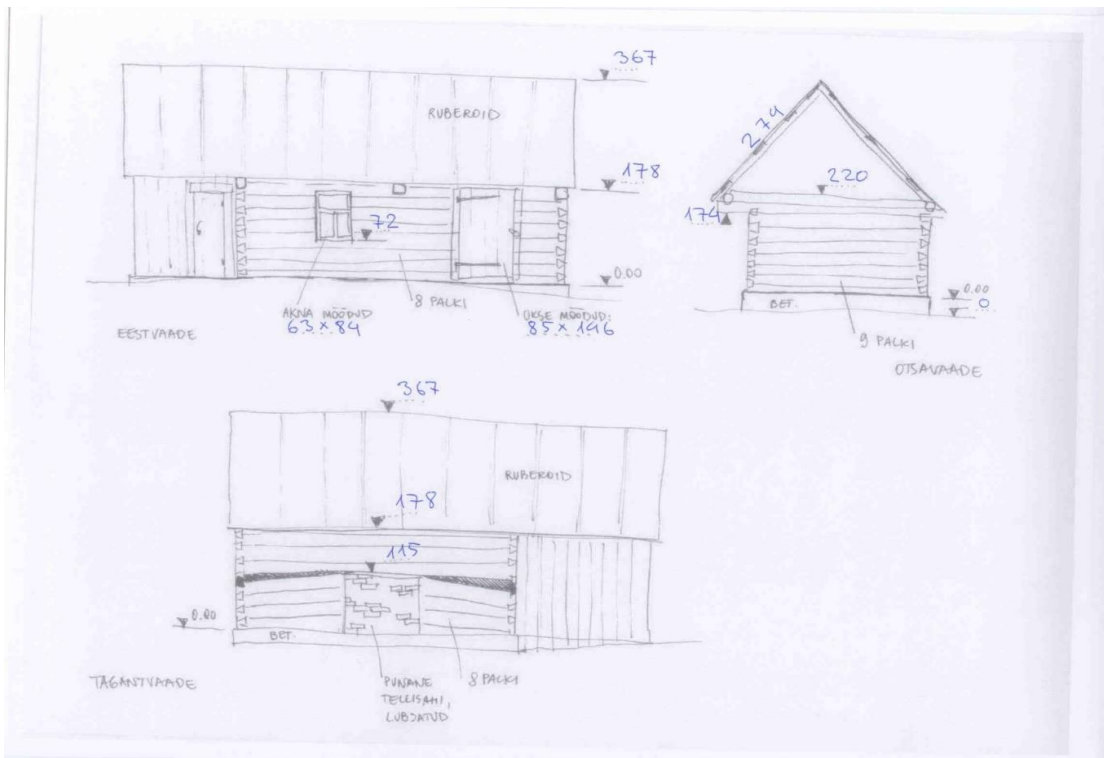 367
RUBEROID
178
72
0.00
8 PALKI
AKNA MÕÕDUD
63 × 84
UKSE MÕÕDUD:
85 × 146
EESTVAADE
279
220
174
0.00
0
BET.
9 PALKI
OTSAVAADE
367
RUBEROID
178
115
0.00
BET.
TAGANTVAADE
PUNANE
TELLISAHI,
LUBJATUD
8 PALKI